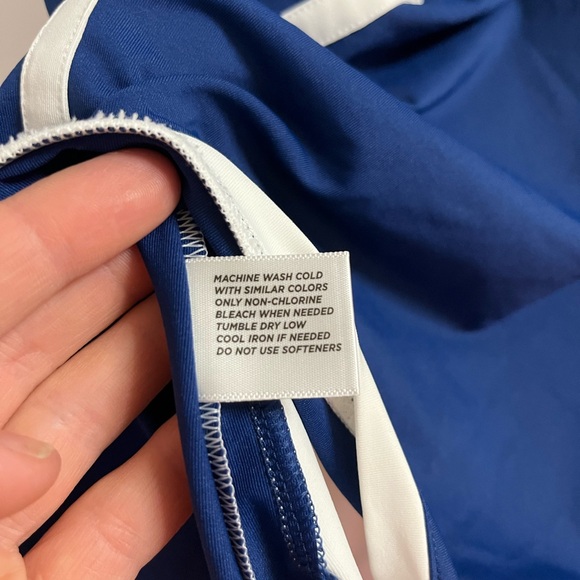 MACHINE WASH COLD
WITH SIMILAR COLORS
ONLY NON-CHLORINE
BLEACH WHEN NEEDED
TUMBLE DRY LOW
COOL IRON IF NEEDED
DO NOT USE SOFTENERS